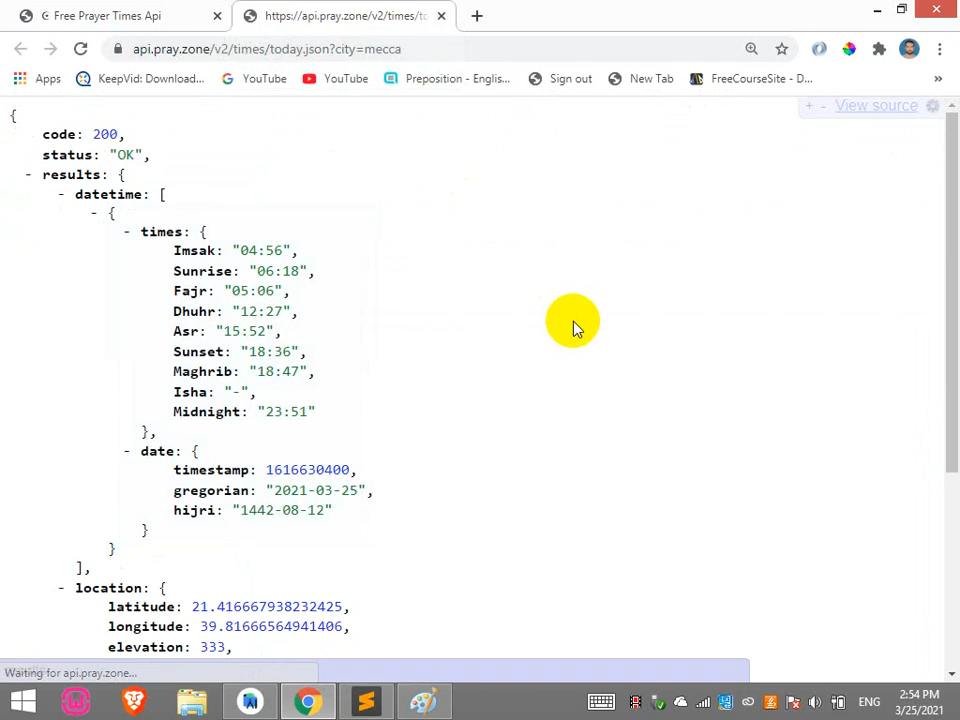 Free Prayer Times Api
https://api.pray.zone/v2/times/to
api.pray.zone/v2/times/today.json?city=mecca
Apps
KeepVid: Download...
YouTube
YouTube
Preposition - Englis...
Sign out
New Tab
FreeCourseSite - D...
»
+ - View source
{
code: 200,
status: "OK",
- results: {
- datetime: [
- {
- times: {
Imsak: "04:56",
Sunrise: "06:18",
Fajr: "05:06",
Dhuhr: "12:27",
Asr: "15:52",
Sunset: "18:36",
Maghrib: "18:47",
Isha: "-",
Midnight: "23:51"
},
- date: {
timestamp: 1616630400,
gregorian: "2021-03-25",
hijri: "1442-08-12"
}
}
],
- location: {
latitude: 21.416667938232425,
longitude: 39.81666564941406,
elevation: 333,
Waiting for api.pray.zone...
ENG
2:54 PM
3/25/2021